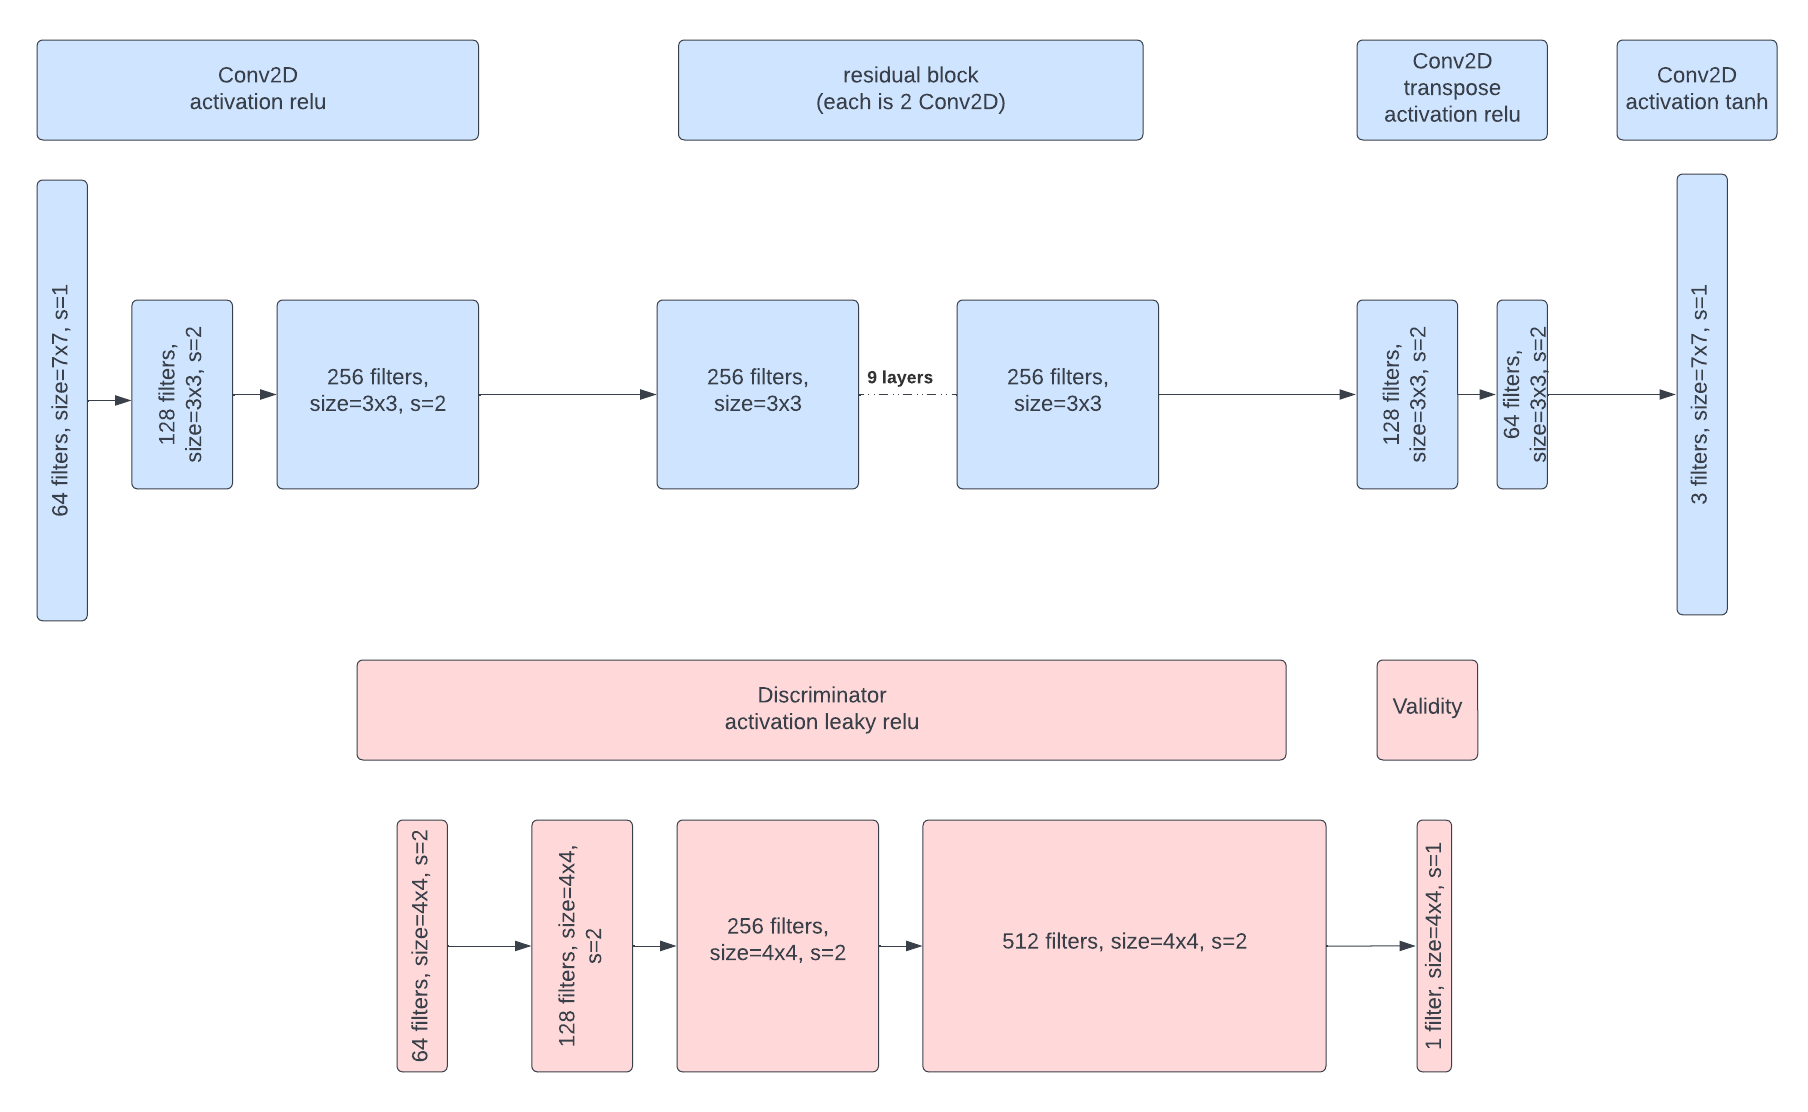 Conv2D
activation relu
residual block
(each is 2 Conv2D)
Conv2D
transpose
activation relu
Conv2D
activation tanh
64 filters, size=7x7, s=1
128 filters,
size=3x3, s=2
256 filters,
size=3x3, s=2
256 filters,
size=3x3
9 layers
256 filters,
size=3x3
128 filters,
size=3x3, s=2
64 filters,
size=3x3, s=2
3 filters, size=7x7, s=1
Discriminator
activation leaky relu
Validity
64 filters, size=4x4, s=2
128 filters, size=4x4,
s=2
256 filters,
size=4x4, s=2
512 filters, size=4x4, s=2
1 filter, size=4x4, s=1